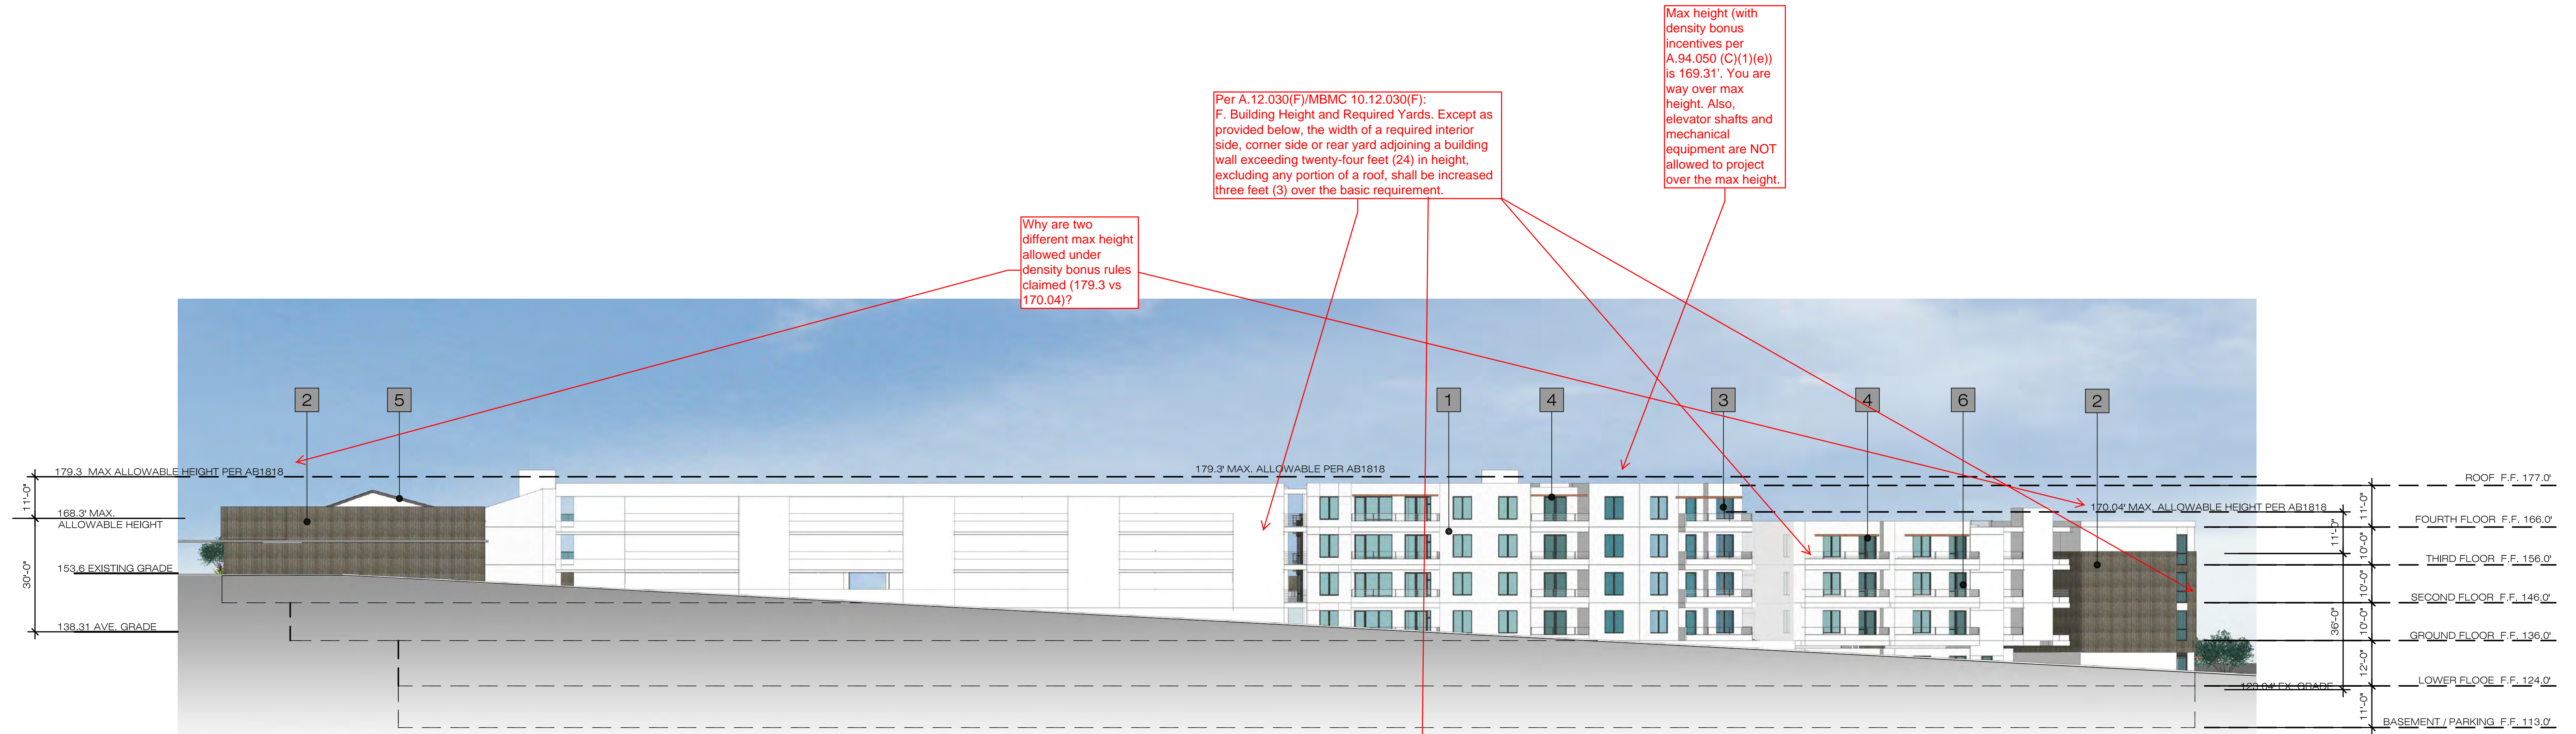 Max height (with
density bonus
incentives per
A.94.050 (C)(1)(e))
is 169.31'. You are
way over max
height. Also,
elevator shafts and
mechanical
equipment are NOT
allowed to project
over the max height.
Per A.12.030(F)/MBMC 10.12.030(F):
F. Building Height and Required Yards. Except as
provided below, the width of a required interior
side, corner side or rear yard adjoining a building
wall exceeding twenty-four feet (24) in height,
excluding any portion of a roof, shall be increased
three feet (3) over the basic requirement.
Why are two
different max height
allowed under
density bonus rules
claimed (179.3 vs
170.04)?
2
5
1
4
3
4
6
2
179.3 MAX ALLOWABLE HEIGHT PER AB1818
11'-0"
168.3' MAX.
ALLOWABLE HEIGHT
153.6 EXISTING GRADE
30'-0"
138.31 AVE. GRADE
179.3' MAX. ALLOWABLE PER AB1818
170.04' MAX. ALLOWABLE HEIGHT PER AB1818
11'-0"
36'-0"
123.04' EX. GRADE
ROOF F.F. 177.0'
11'-0"
FOURTH FLOOR F.F. 166.0'
10'-0"
THIRD FLOOR F.F. 156.0'
10'-0"
SECOND FLOOR F.F. 146.0'
10'-0"
GROUND FLOOR F.F. 136.0'
12'-0"
LOWER FLOOE F.F. 124.0'
11'-0"
BASEMENT / PARKING F.F. 113.0'